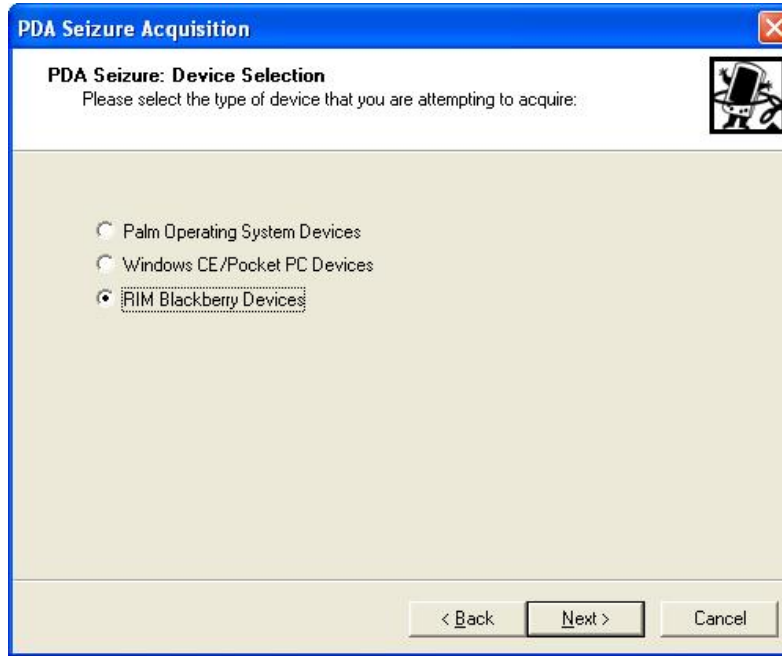 PDA Seizure Acquisition
PDA Seizure: Device Selection
Please select the type of device that you are attempting to acquire:
Palm Operating System Devices
Windows CE/Pocket PC Devices
RIM Blackberry Devices
< Back Next > Cancel